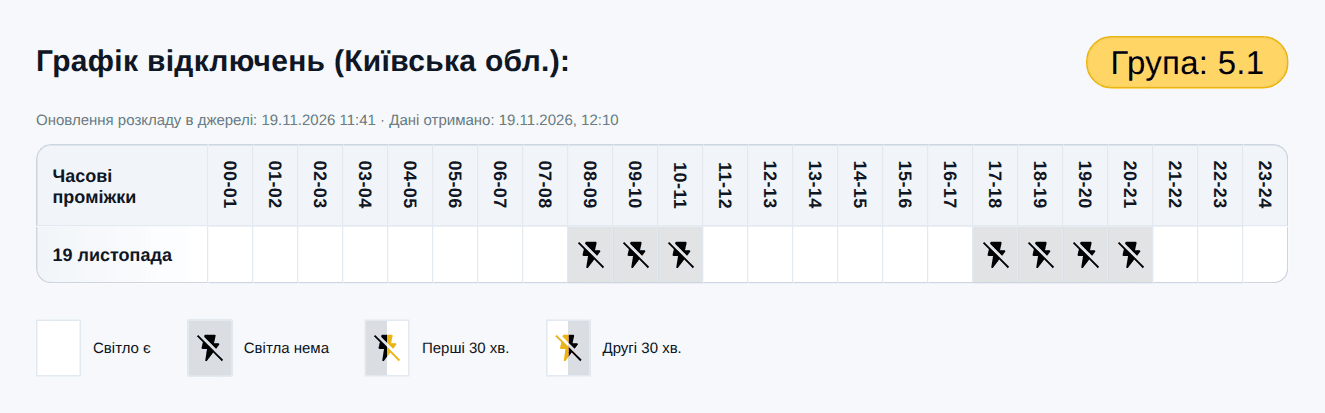 Графік відключень (Київська обл.):
Група: 5.1
Оновлення розкладу в джерелі: 19.11.2026 11:41 · Дані отримано: 19.11.2026, 12:10
Часові
проміжки
00-01
01-02
02-03
03-04
04-05
05-06
06-07
07-08
08-09
09-10
10-11
11-12
12-13
13-14
14-15
15-16
16-17
17-18
18-19
19-20
20-21
21-22
22-23
23-24
19 листопада
Світло є
Світла нема
Перші 30 хв.
Другі 30 хв.